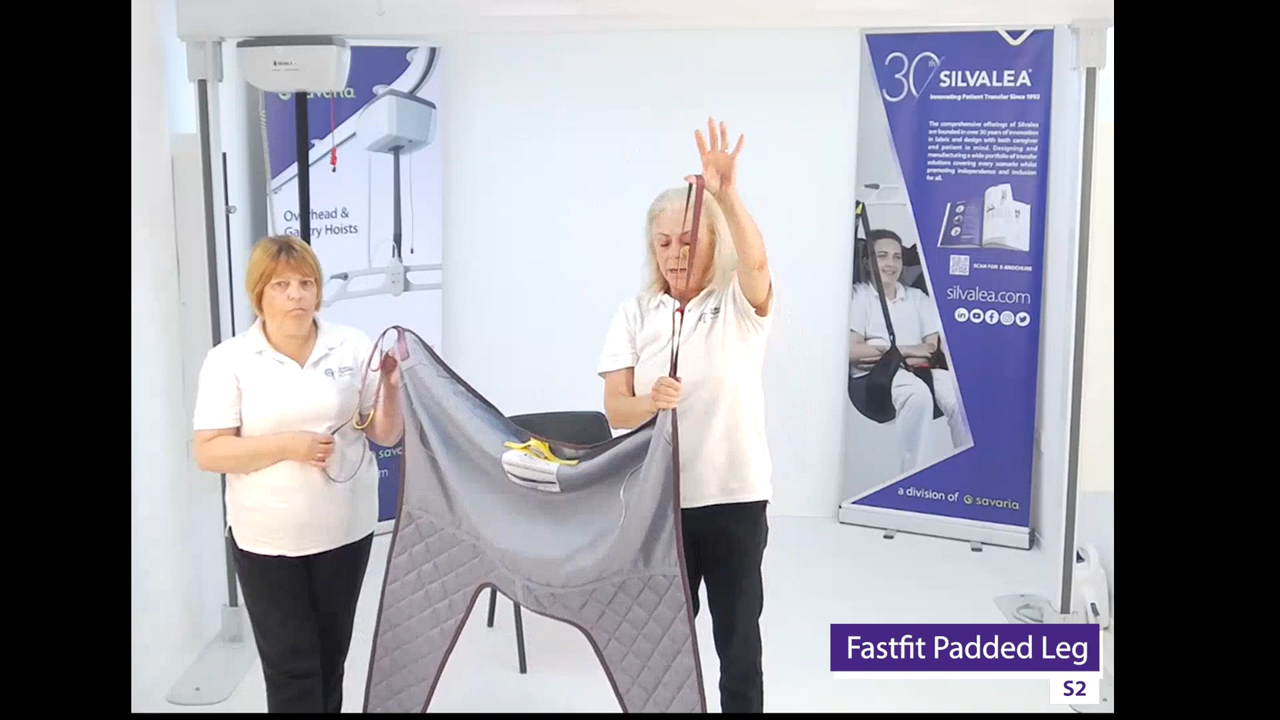 savaria
Overhead &
Gantry Hoists
30th SILVALEA
Innovating Patient Transfer Since 1993
The comprehensive offerings of Silvalea
are founded in over 30 years of innovation
in fabric and design with both caregiver
and patient in mind. Designing and
manufacturing a wide portfolio of transfer
solutions covering every scenario whilst
promoting independence and inclusion
for all.
SCAN FOR E-BROCHURE
silvalea.com
a division of savaria
Fastfit Padded Leg
S2